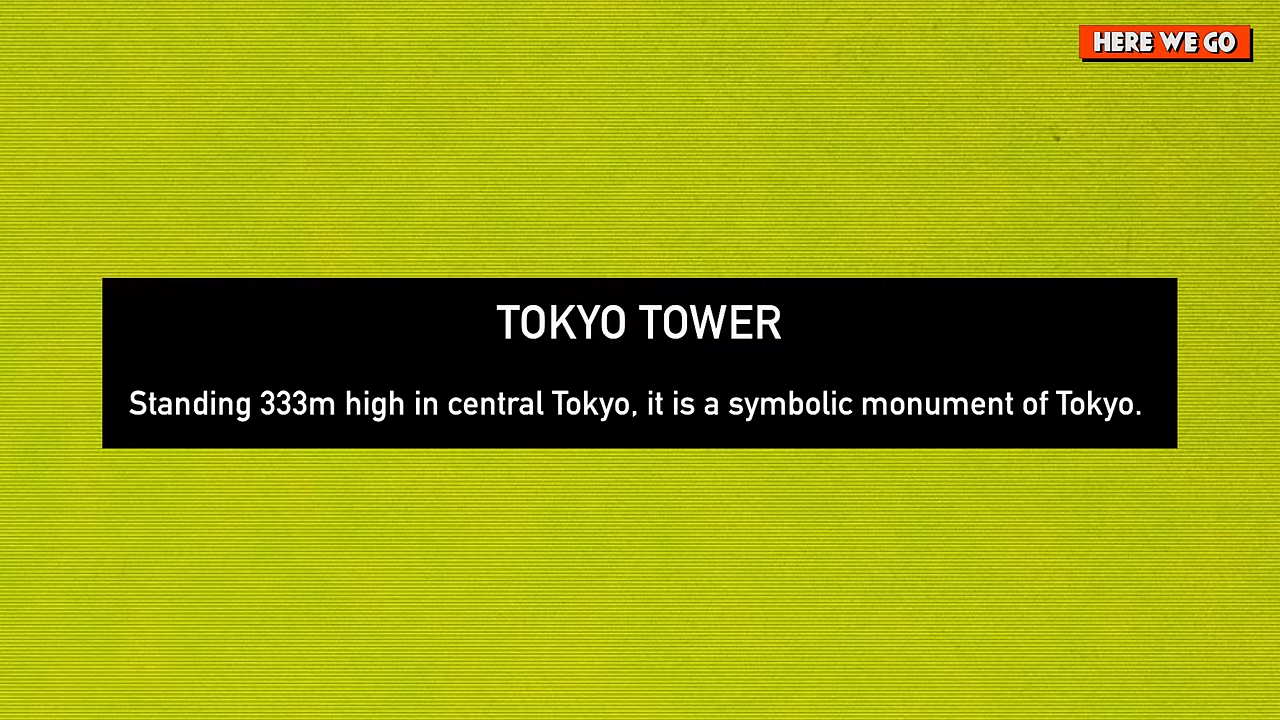 HERE WE GO
TOKYO TOWER
Standing 333m high in central Tokyo, it is a symbolic monument of Tokyo.